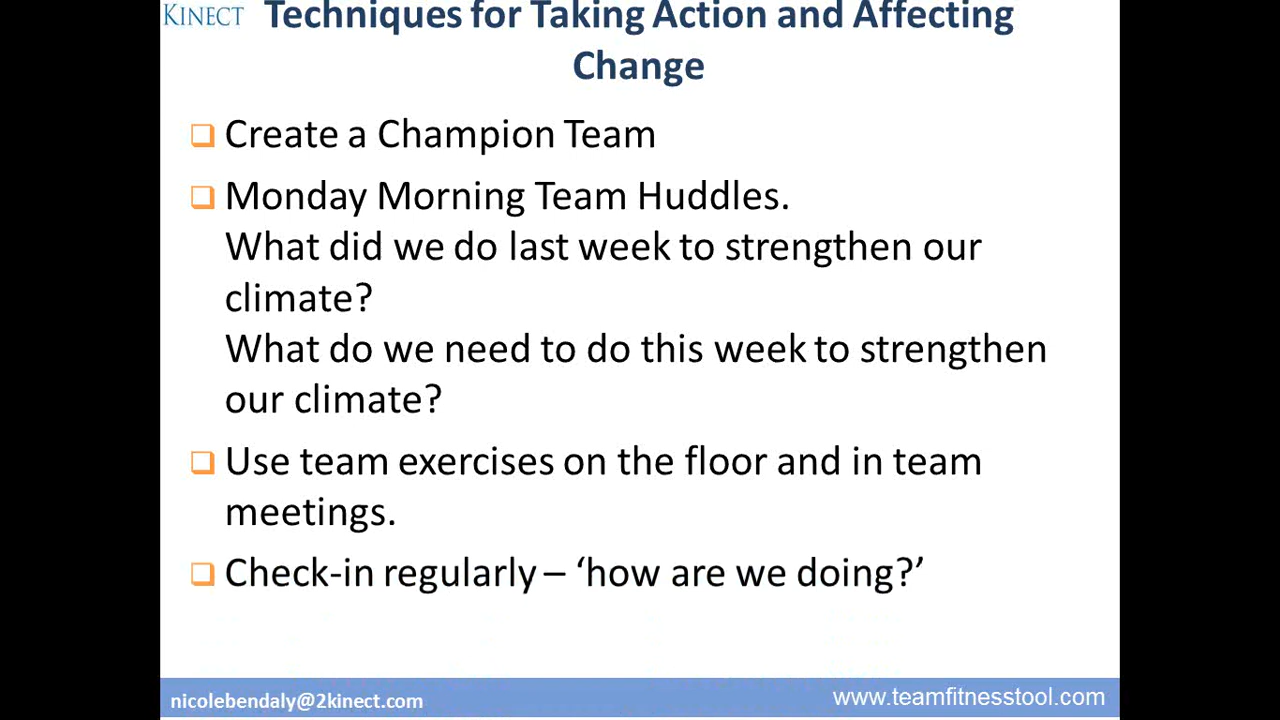 KINECT
Techniques for Taking Action and Affecting
Change
Create a Champion Team
Monday Morning Team Huddles.
What did we do last week to strengthen our
climate?
What do we need to do this week to strengthen
our climate?
Use team exercises on the floor and in team
meetings.
Check-in regularly – ‘how are we doing?’
nicolebendaly@2kinect.com
www.teamfitnesstool.com